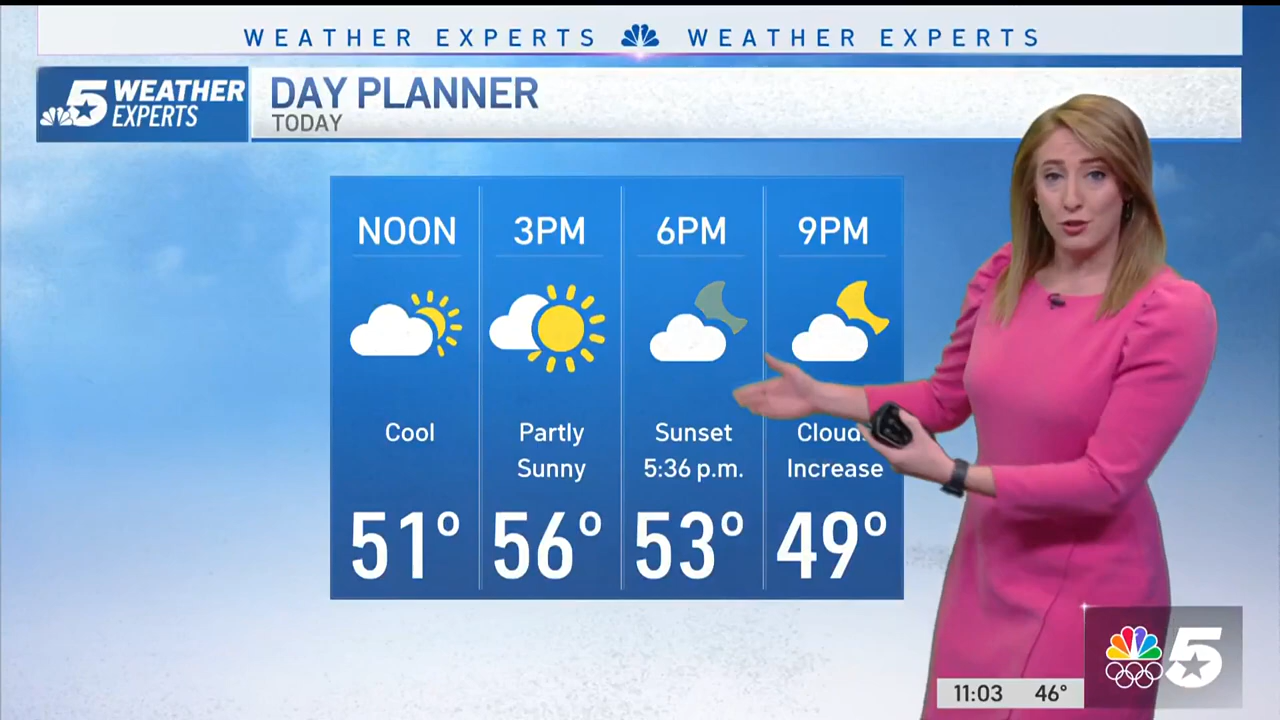 WEATHER EXPERTS WEATHER EXPERTS
5 WEATHER EXPERTS
DAY PLANNER
TODAY
NOON 3PM 6PM 9PM
Cool Partly Sunset Clouds
Sunny 5:36 p.m. Increase
51° 56° 53° 49°
5
11:03 46°